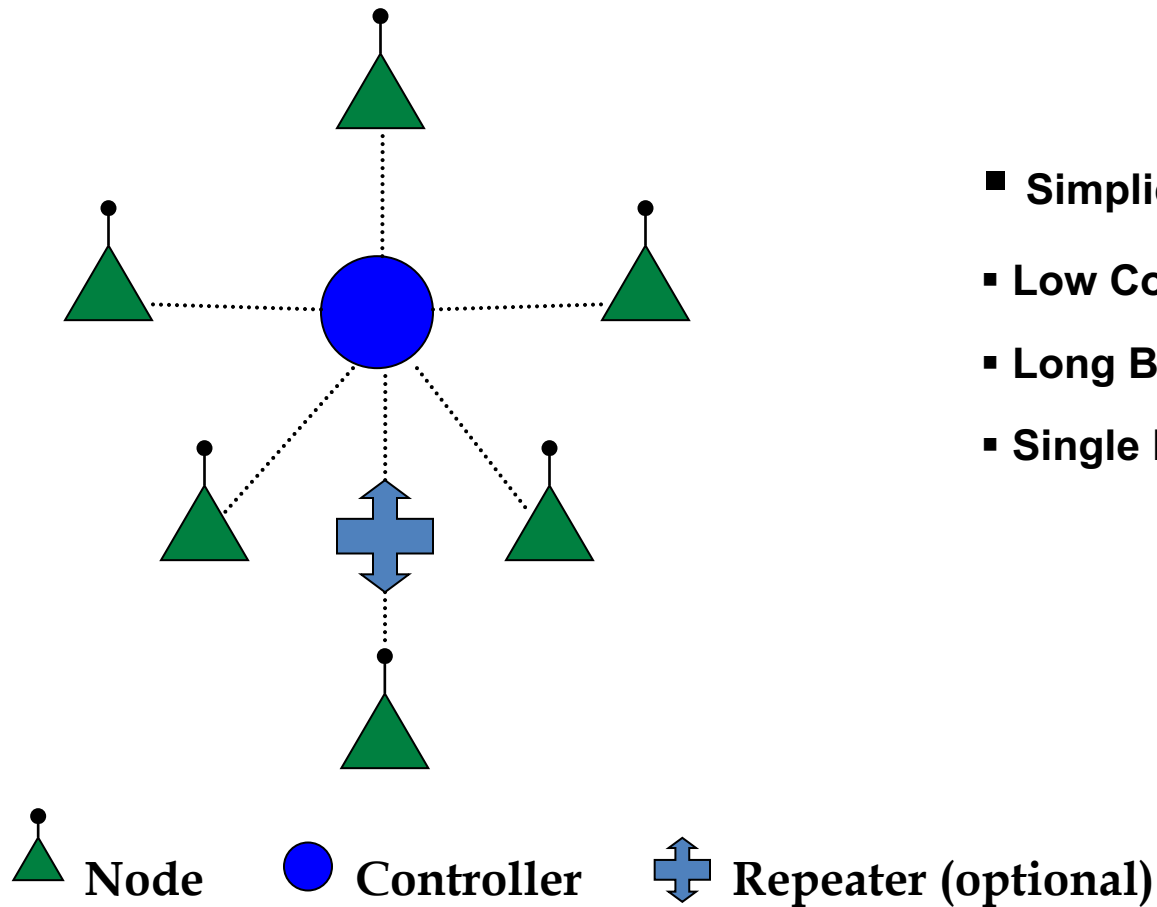 Simplic
Low Co
Long B
Single
Node
Controller
Repeater (optional)